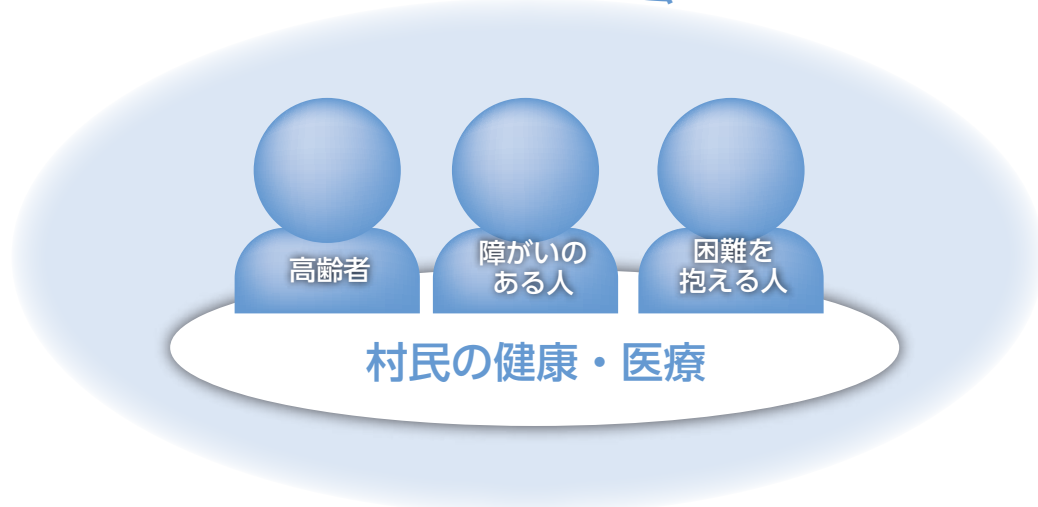 高齢者
障がいの
ある人
困難を
抱える人
村民の健康・医療